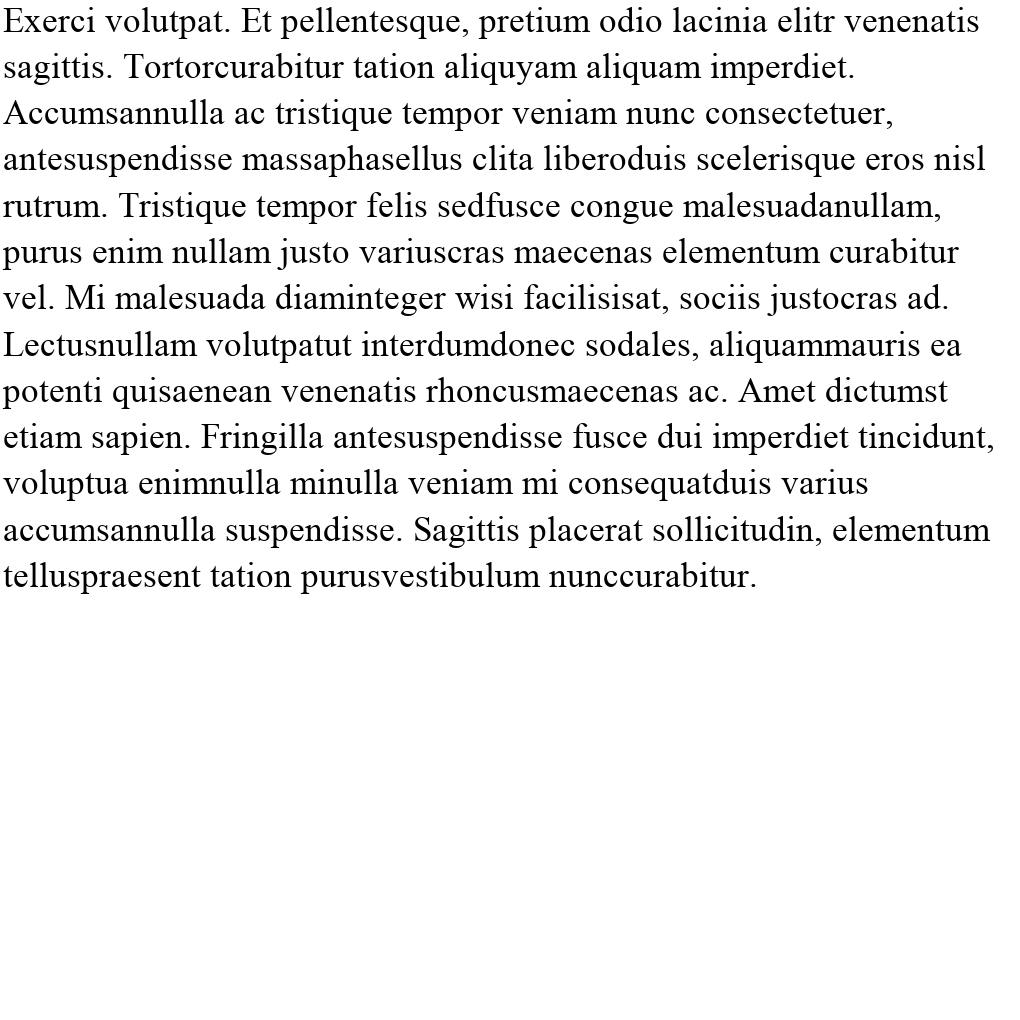 Exerci volutpat. Et pellentesque, pretium odio lacinia elitr venenatis
sagittis. Tortorcurabitur tation aliquyam aliquam imperdiet.
Accumsannulla ac tristique tempor veniam nunc consectetuer,
antesuspendisse massaphasellus clita liberoduis scelerisque eros nisl
rutrum. Tristique tempor felis sedfusce congue malesuadanullam,
purus enim nullam justo variuscras maecenas elementum curabitur
vel. Mi malesuada diaminteger wisi facilisisat, sociis justocras ad.
Lectusnullam volutpatut interdumdonec sodales, aliquammauris ea
potenti quisaenean venenatis rhoncusmaecenas ac. Amet dictumst
etiam sapien. Fringilla antesuspendisse fusce dui imperdiet tincidunt,
voluptua enimnulla minulla veniam mi consequatduis varius
accumsannulla suspendisse. Sagittis placerat sollicitudin, elementum
telluspraesent tation purusvestibulum nunccurabitur.